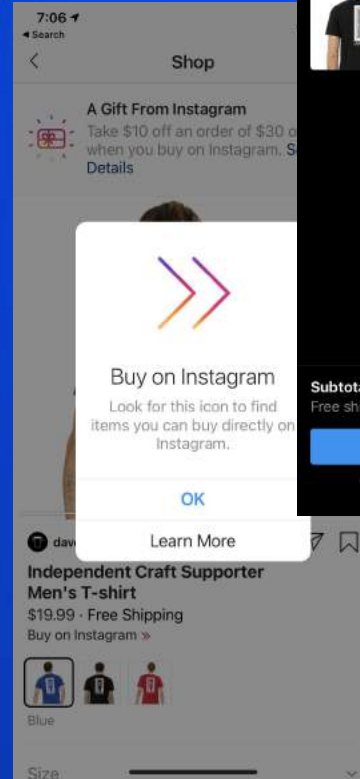 7:06
Search
Shop
A Gift From Instagram
Take $10 off an order of $30
when you buy on Instagram.
Details
Buy on Instagram
Look for this icon to find
items you can buy directly on
Instagram.
OK
Learn More
Independent Craft Supporter
Men's T-shirt
$19.99 · Free Shipping
Buy on Instagram »
Blue
Size
Free